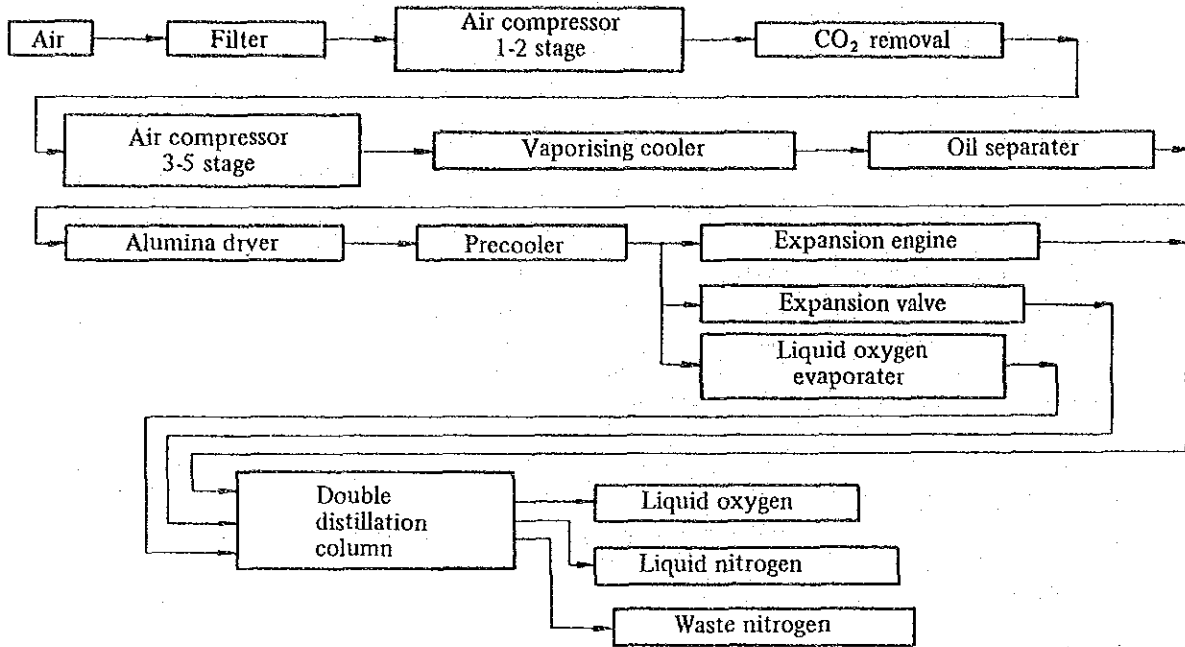 Air
Filter
Air compressor
1-2 stage
CO₂ removal
Air compressor
3-5 stage
Vaporising cooler
Oil separater
Alumina dryer
Precooler
Expansion engine
Expansion valve
Liquid oxygen
evaporater
Double
distillation
column
Liquid oxygen
Liquid nitrogen
Waste nitrogen